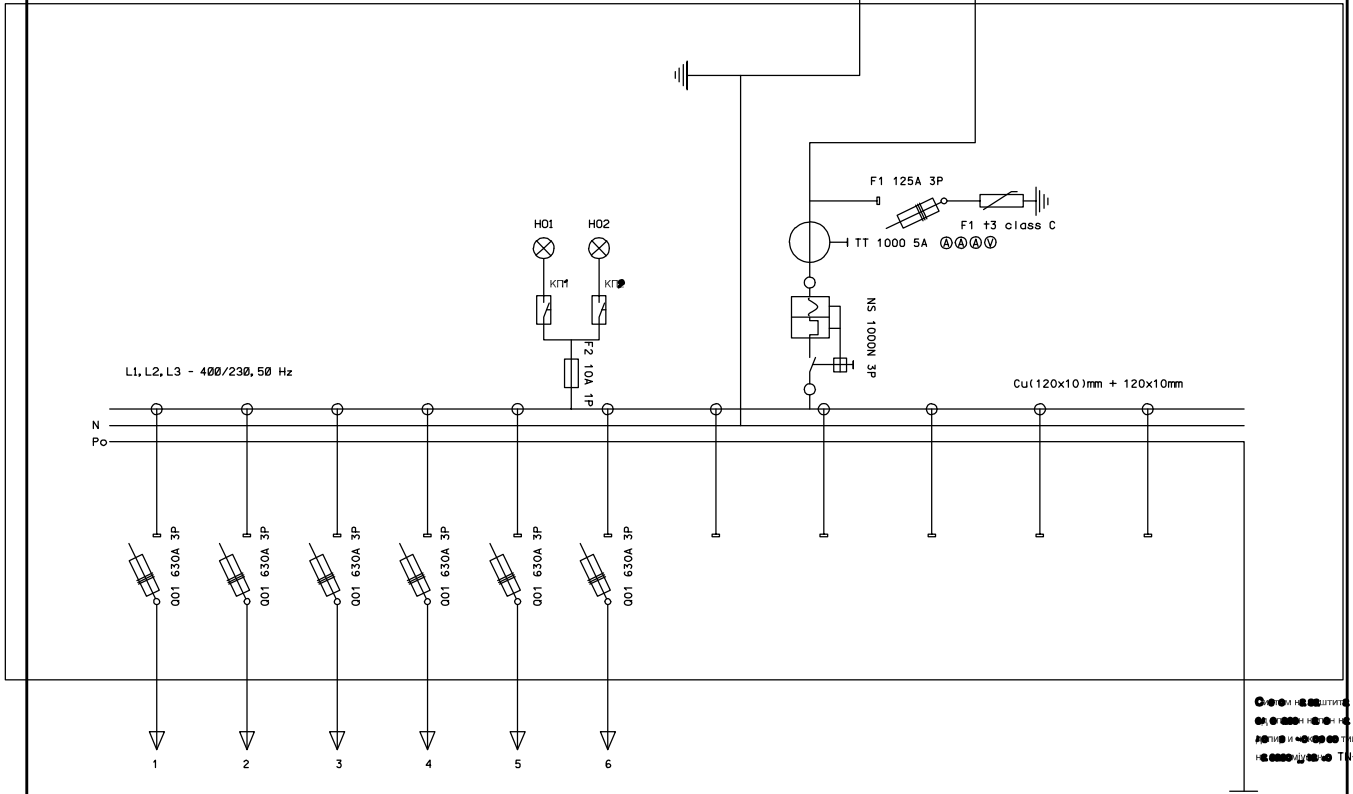 F1 125A 3P
F1 t3 class C
TT 1000 5A Ⓐ Ⓐ Ⓐ Ⓥ
H01 H02
КП1
NS 1000N 3P
F2 10A 1P
L1,L2,L3 - 400/230,50 Hz
Cu(120x10)mm + 120x10mm
N
Po
Q01 630A 3P
Q01 630A 3P
Q01 630A 3P
Q01 630A 3P
Q01 630A 3P
Q01 630A 3P
1 2 3 4 5 6